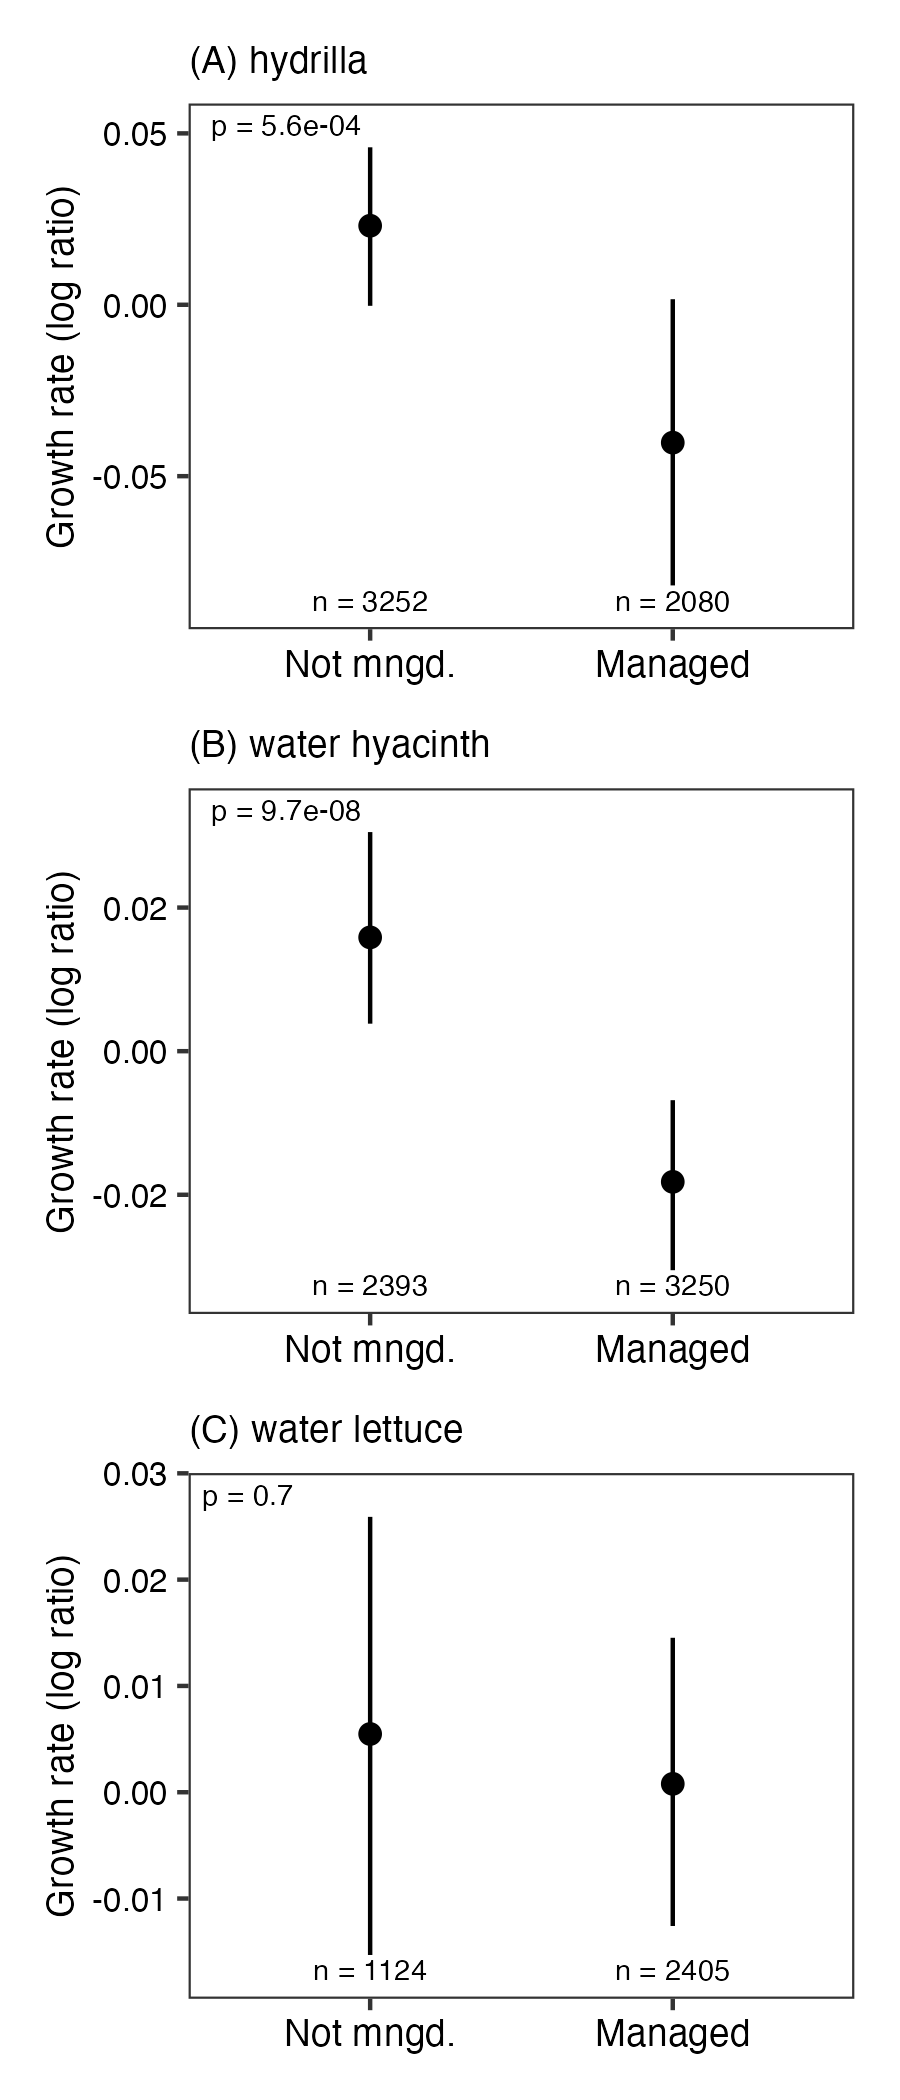 (A) hydrilla
p = 5.6e-04
0.05
0.00
-0.05
Growth rate (log ratio)
n = 3252
n = 2080
Not mngd.
Managed
(B) water hyacinth
p = 9.7e-08
0.02
0.00
-0.02
Growth rate (log ratio)
n = 2393
n = 3250
Not mngd.
Managed
(C) water lettuce
0.03
p = 0.7
0.02
0.01
0.00
-0.01
Growth rate (log ratio)
n = 1124
n = 2405
Not mngd.
Managed